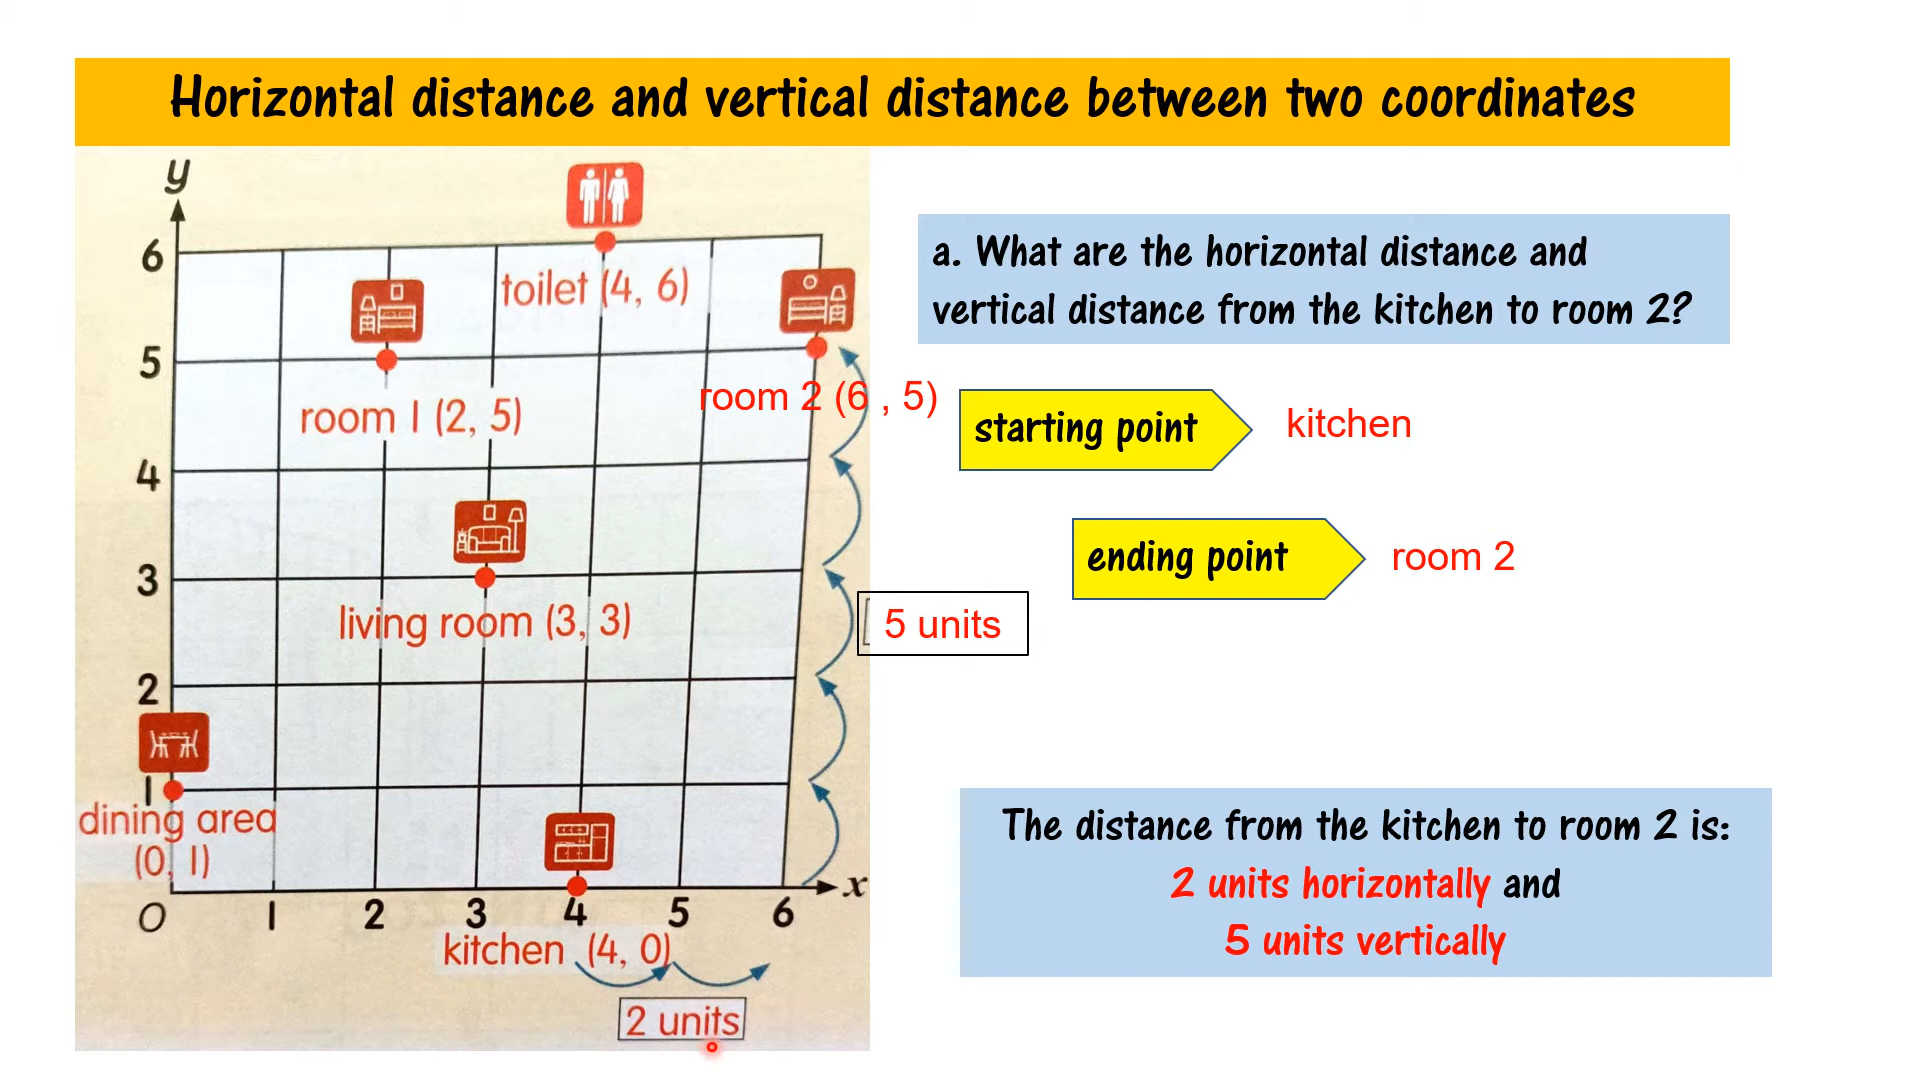 Horizontal distance and vertical distance between two coordinates
y
6
toilet (4, 6)
5
room 1 (2, 5)
room 2 (6 , 5)
4
3
living room (3, 3)
2
1
dining area
(0, 1)
x
O
1 2 3 4 5 6
kitchen (4, 0)
2 units
5 units
a. What are the horizontal distance and
vertical distance from the kitchen to room 2?
starting point
kitchen
ending point
room 2
The distance from the kitchen to room 2 is:
2 units horizontally and
5 units vertically